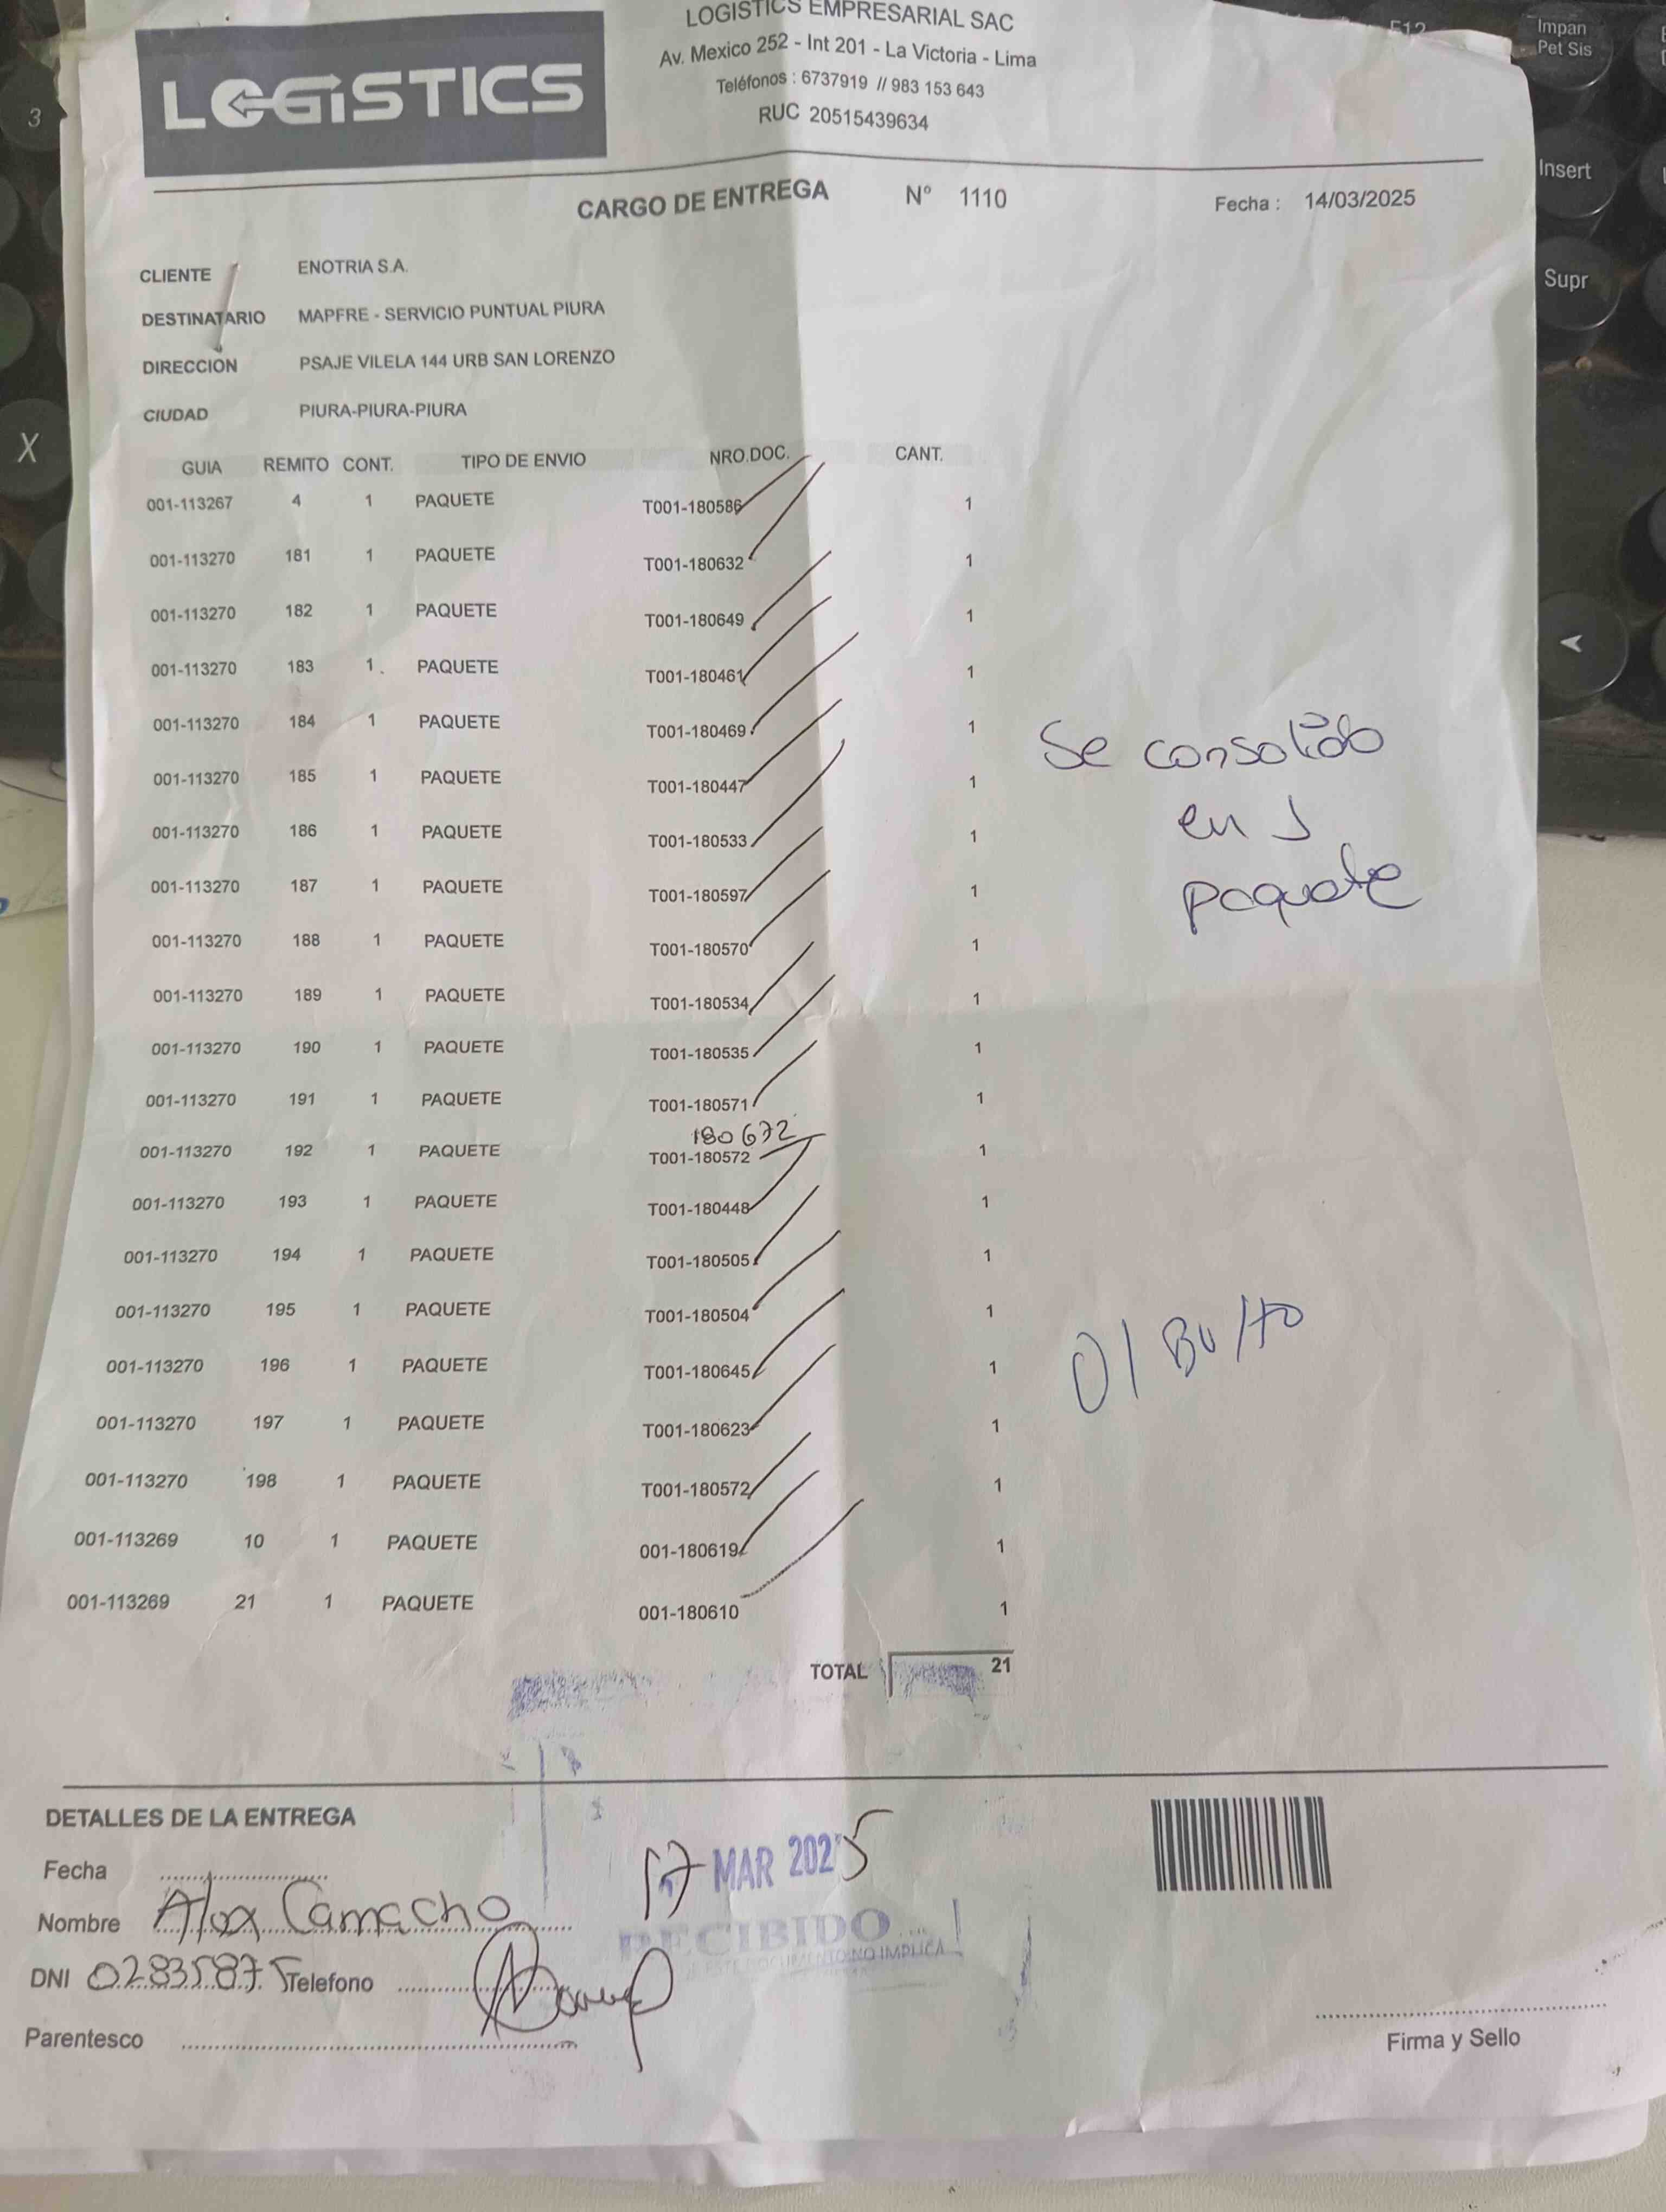 LOGISTICS
LOGISTICS EMPRESARIAL SAC
Av. Mexico 252 - Int 201 - La Victoria - Lima
Teléfonos : 6737919 // 983 153 643
RUC 20515439634
CARGO DE ENTREGA N° 1110 Fecha : 14/03/2025
CLIENTE ENOTRIA S.A.
DESTINATARIO MAPFRE - SERVICIO PUNTUAL PIURA
DIRECCIÓN PSAJE VILELA 144 URB SAN LORENZO
CIUDAD PIURA-PIURA-PIURA
GUIA REMITO CONT. TIPO DE ENVIO NRO.DOC. CANT.
001-113267 4 1 PAQUETE T001-180586 1
001-113270 181 1 PAQUETE T001-180632 1
001-113270 182 1 PAQUETE T001-180649 1
001-113270 183 1 PAQUETE T001-180461 1
001-113270 184 1 PAQUETE T001-180469 1
001-113270 185 1 PAQUETE T001-180447 1
001-113270 186 1 PAQUETE T001-180533 1
001-113270 187 1 PAQUETE T001-180597 1
001-113270 188 1 PAQUETE T001-180570 1
001-113270 189 1 PAQUETE T001-180534 1
001-113270 190 1 PAQUETE T001-180535 1
001-113270 191 1 PAQUETE T001-180571 1
180672
001-113270 192 1 PAQUETE T001-180572 1
001-113270 193 1 PAQUETE T001-180448 1
001-113270 194 1 PAQUETE T001-180505 1
001-113270 195 1 PAQUETE T001-180504 1
001-113270 196 1 PAQUETE T001-180645 1
001-113270 197 1 PAQUETE T001-180623 1
001-113270 198 1 PAQUETE T001-180572 1
001-113269 10 1 PAQUETE 001-180619 1
001-113269 21 1 PAQUETE 001-180610 1
TOTAL 21
Se consolido
en 1
paquete
01 Bulto
DETALLES DE LA ENTREGA
Fecha
17 MAR 2025
Nombre Alex Camacho
RECIBIDO
ESTE DOCUMENTO NO IMPLICA
DNI 02835875 Telefono
Parentesco
Firma y Sello
3
X
F12
Impan
Pet Sis
Insert
Supr